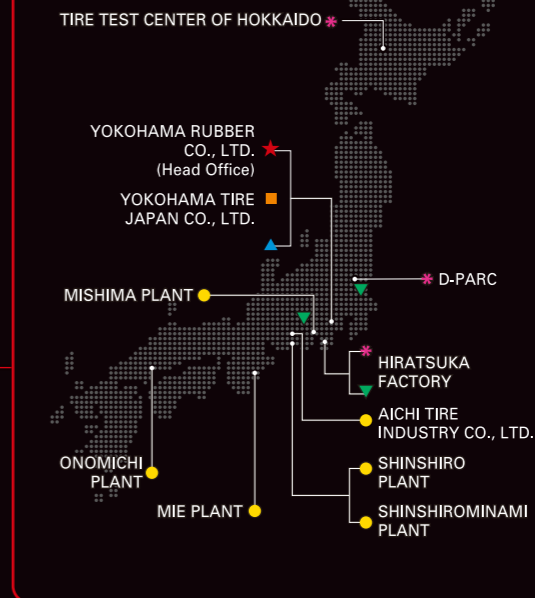 TIRE TEST CENTER OF HOKKAIDO
YOKOHAMA RUBBER
CO., LTD.
(Head Office)
YOKOHAMA TIRE
JAPAN CO., LTD.
D-PARC
MISHIMA PLANT
HIRATSUKA
FACTORY
AICHI TIRE
INDUSTRY CO., LTD.
ONOMICHI
PLANT
SHINSHIRO
PLANT
MIE PLANT
SHINSHIROMINAMI
PLANT